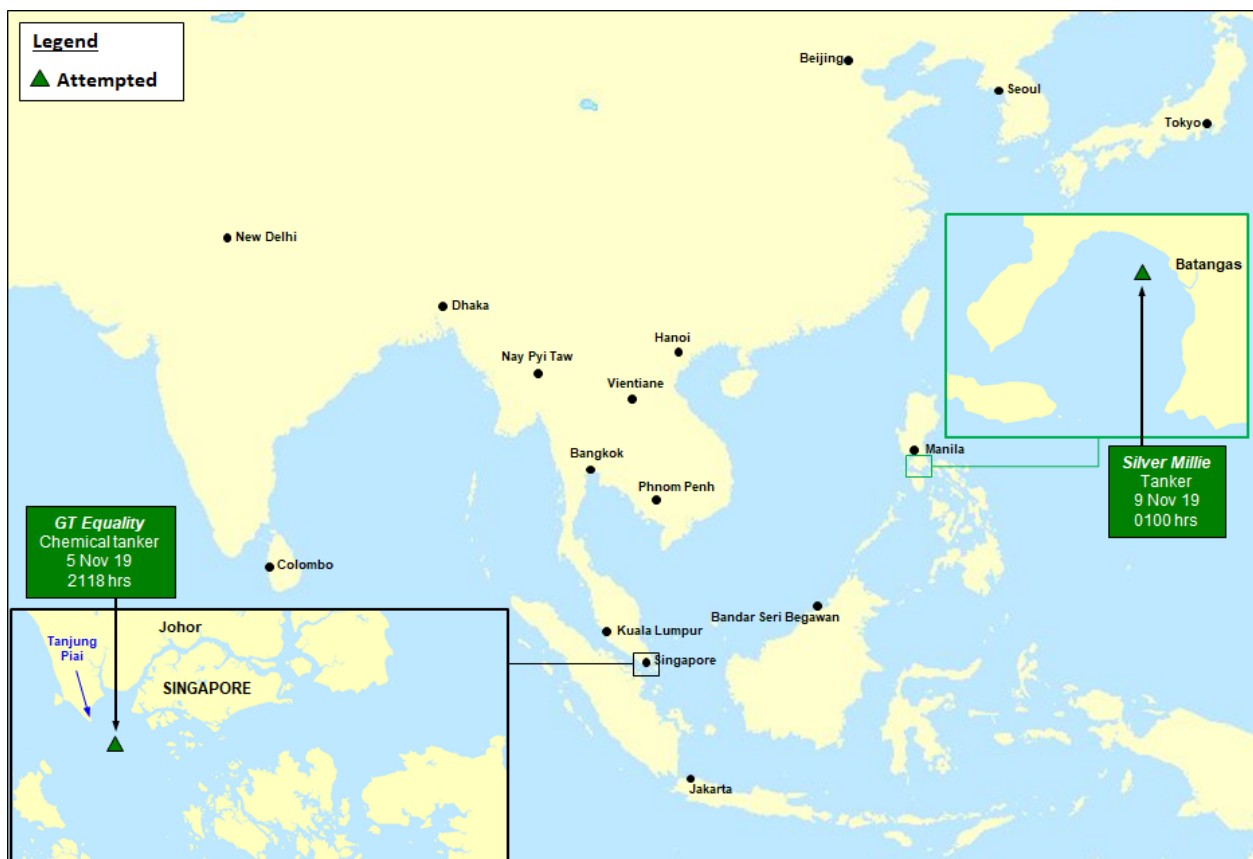 Legend
Attempted
Beijing
Seoul
Tokyo
New Delhi
Dhaka
Batangas
Hanoi
Nay Pyi Taw
Vientiane
Manila
Bangkok
Silver Millie
Tanker
9 Nov 19
0100 hrs
Phnom Penh
GT Equality
Chemical tanker
5 Nov 19
2118 hrs
Colombo
Bandar Seri Begawan
Kuala Lumpur
Johor
Tanjung
Piai
Singapore
SINGAPORE
Jakarta